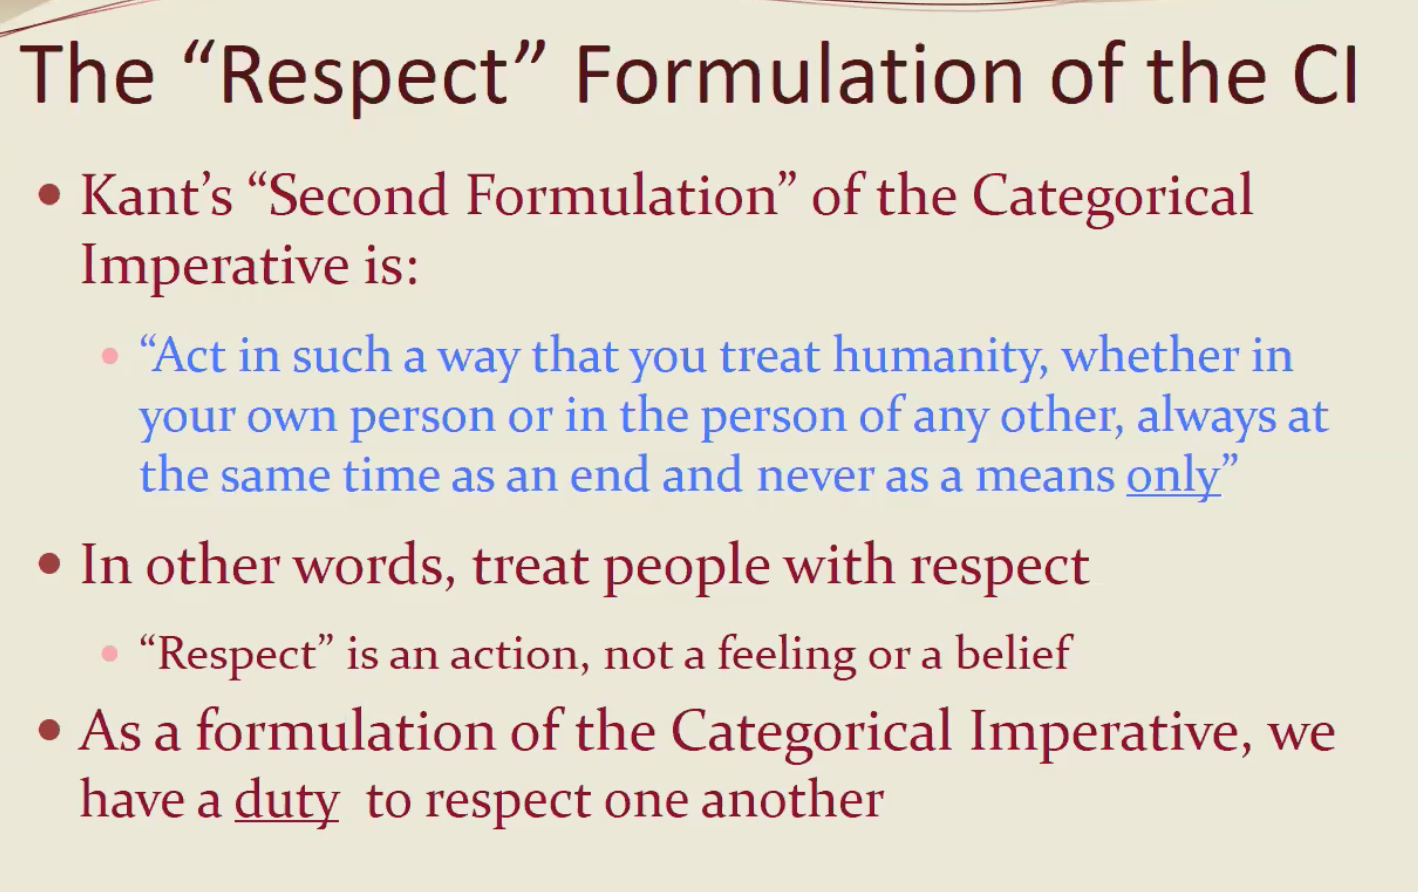 The “Respect” Formulation of the CI
• Kant’s “Second Formulation” of the Categorical
Imperative is:
• “Act in such a way that you treat humanity, whether in
your own person or in the person of any other, always at
the same time as an end and never as a means only”
• In other words, treat people with respect
• “Respect” is an action, not a feeling or a belief
• As a formulation of the Categorical Imperative, we
have a duty to respect one another